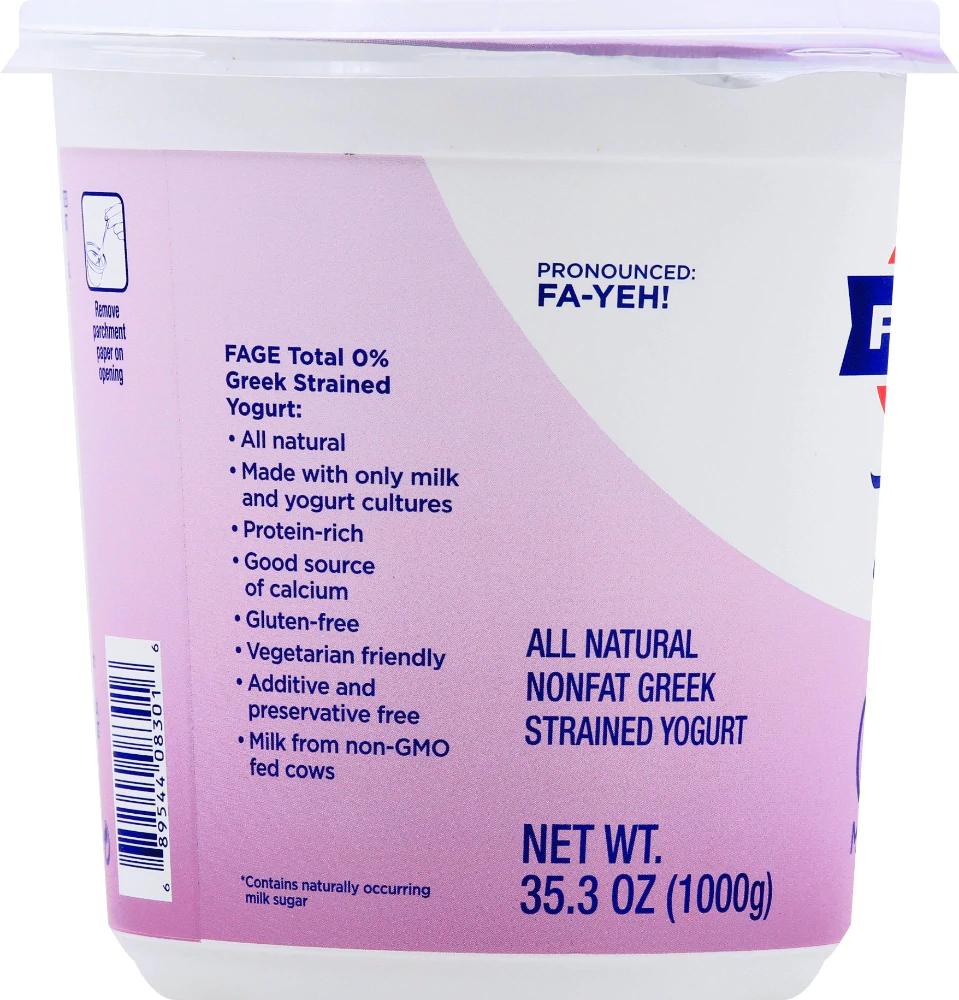 Remove
parchment
paper on
opening
PRONOUNCED:
FA-YEH!
FAGE Total 0%
Greek Strained
Yogurt:
• All natural
• Made with only milk
and yogurt cultures
• Protein-rich
• Good source
of calcium
• Gluten-free
• Vegetarian friendly
• Additive and
preservative free
• Milk from non-GMO
fed cows
*Contains naturally occurring
milk sugar
ALL NATURAL
NONFAT GREEK
STRAINED YOGURT
NET WT.
35.3 OZ (1000g)
6 89544 08301 6